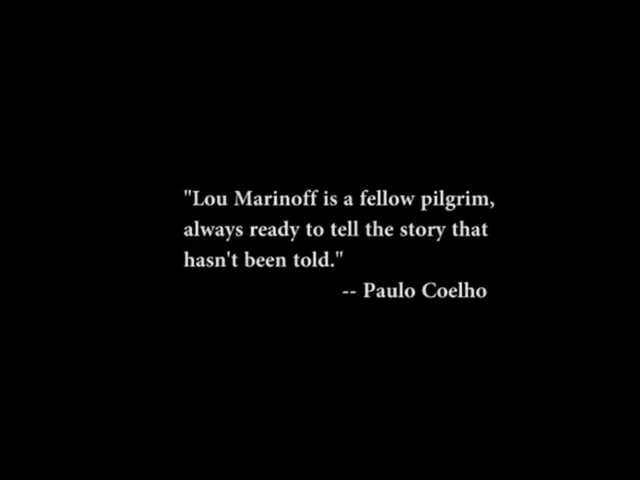 "Lou Marinoff is a fellow pilgrim,
always ready to tell the story that
hasn't been told."
-- Paulo Coelho